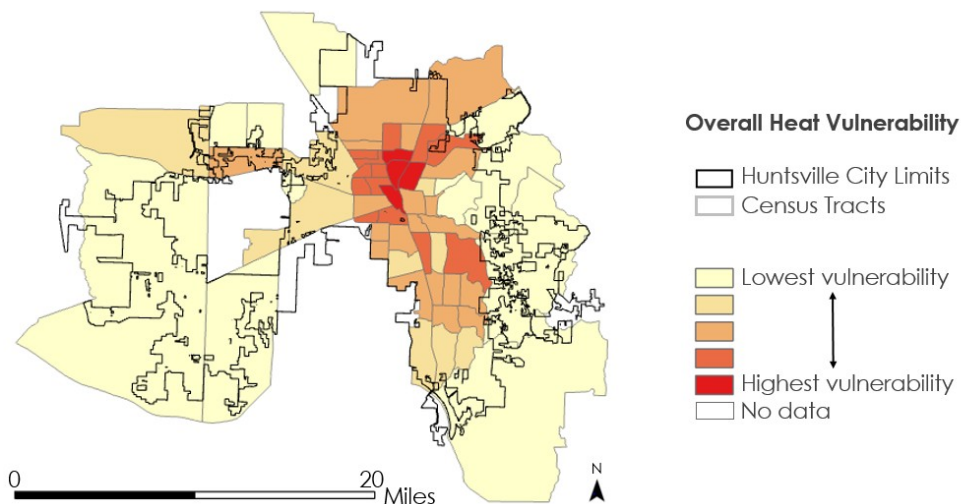 Overall Heat Vulnerability
Huntsville City Limits
Census Tracts
Lowest vulnerability
Highest vulnerability
No data
0 20
Miles
N